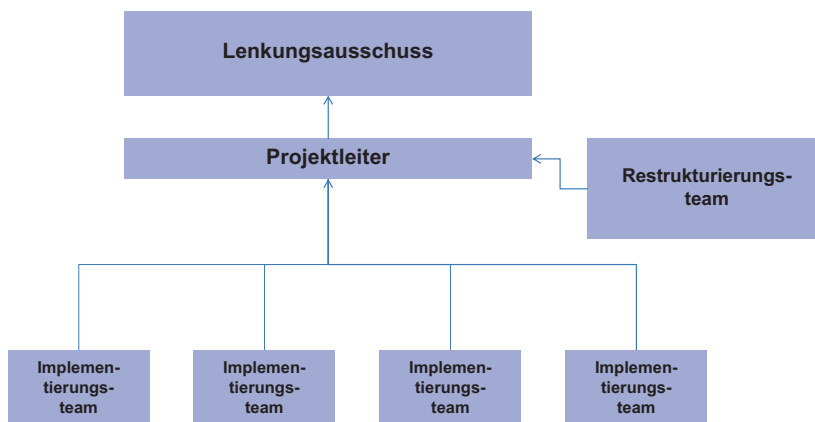 Lenkungsausschuss
Projektleiter
Restrukturierungs-
team
Implemen-
tierungs-
team
Implemen-
tierungs-
team
Implemen-
tierungs-
team
Implemen-
tierungs-
team